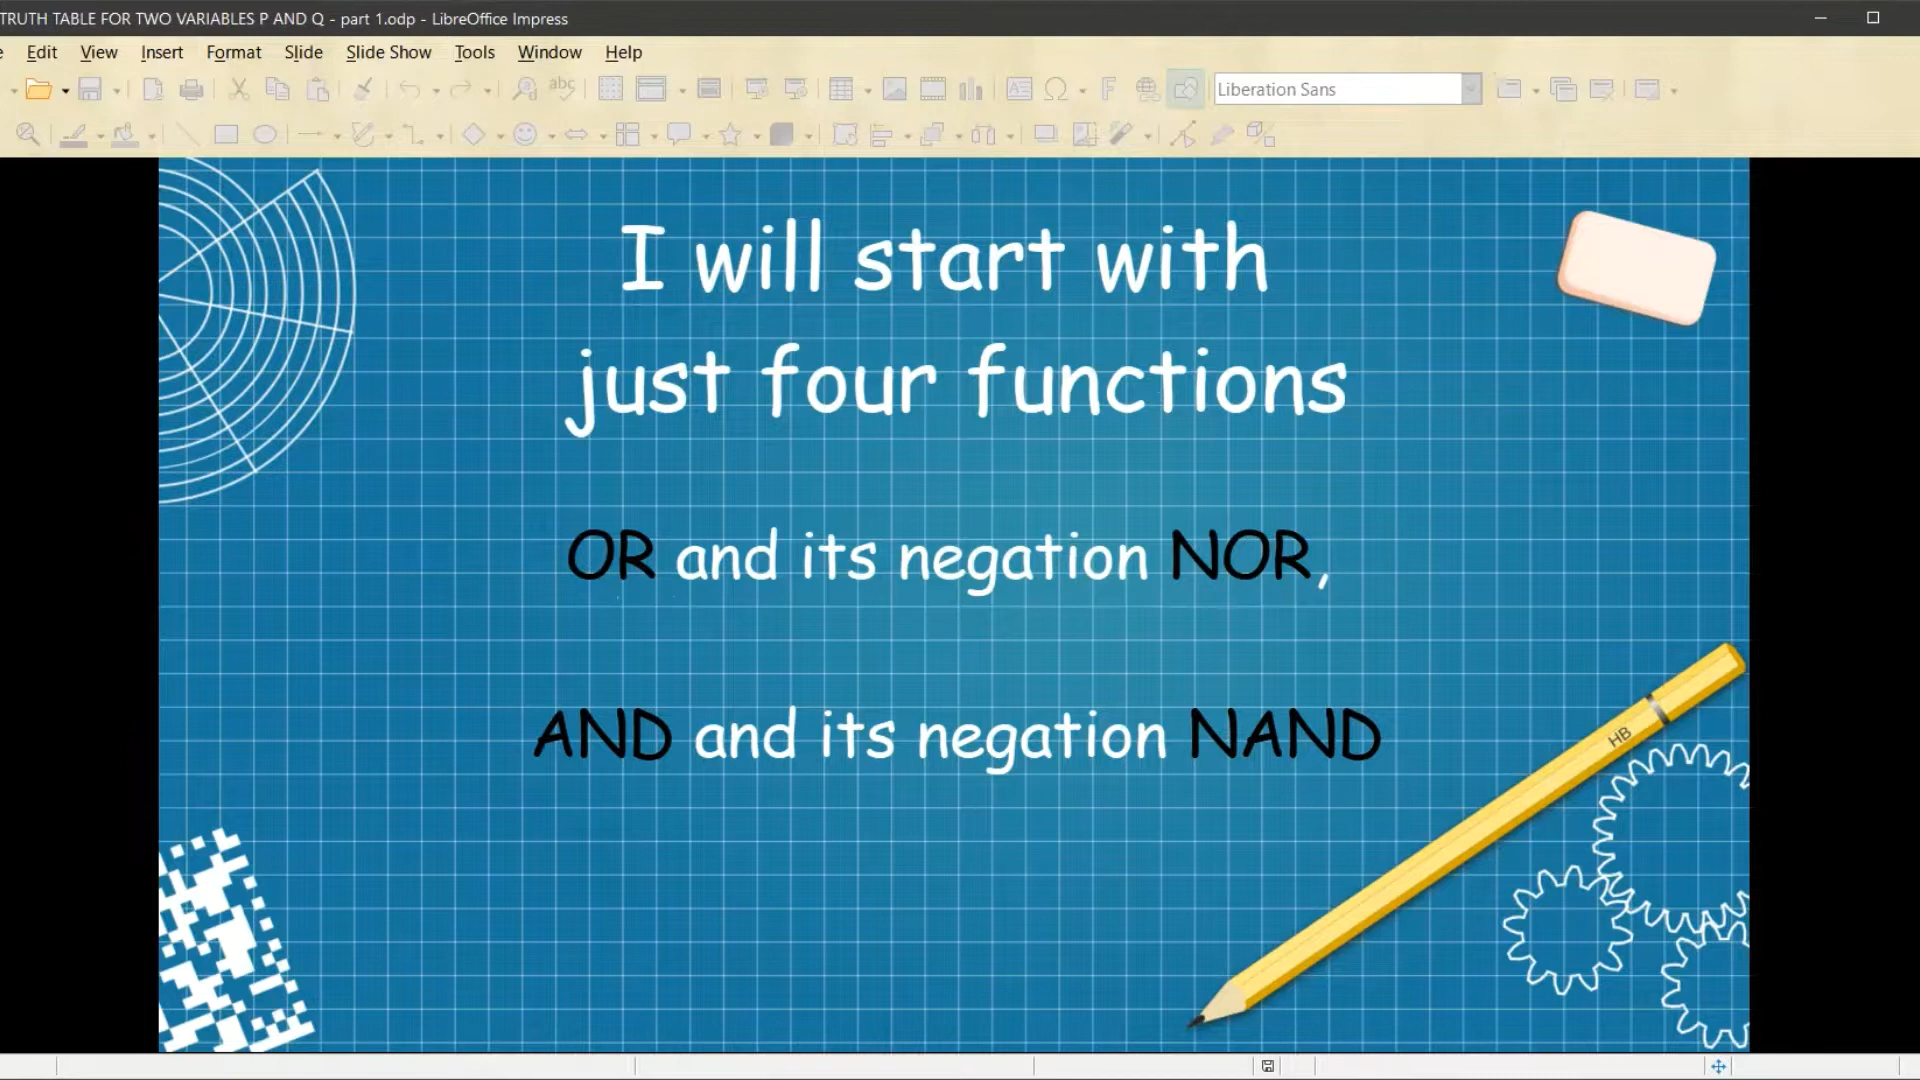 TRUTH TABLE FOR TWO VARIABLES P AND Q - part 1.odp - LibreOffice Impress
Edit View Insert Format Slide Slide Show Tools Window Help
abc
Liberation Sans
I will start with
just four functions
OR and its negation NOR,
AND and its negation NAND
HB